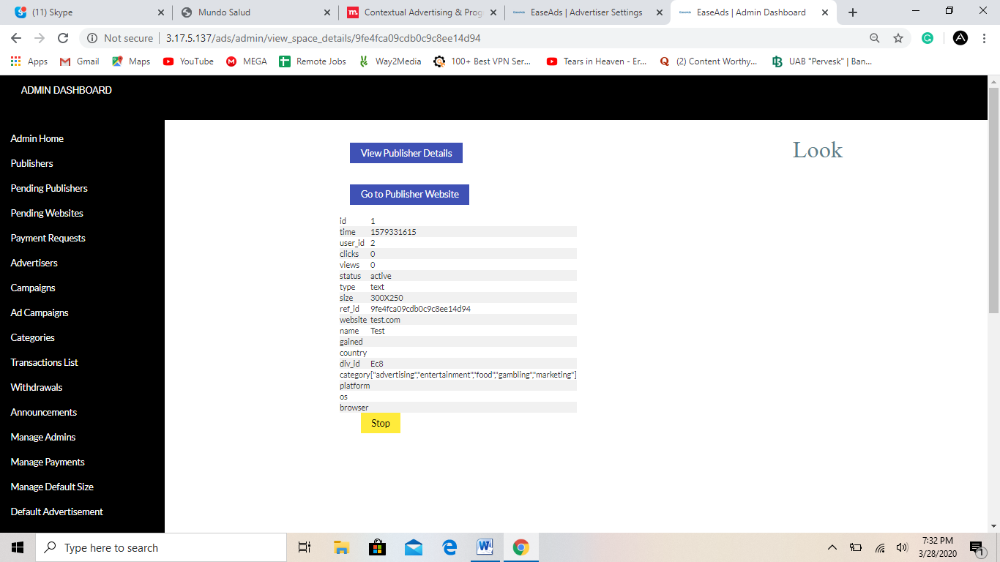 (11) Skype
Mundo Salud
Contextual Advertising & Prog
EaseAds | Advertiser Settings
EaseAds | Admin Dashboard
Not secure | 3.17.5.137/ads/admin/view_space_details/9fe4fca09cdb0c9c8ee14d94
Apps
Gmail
Maps
YouTube
MEGA
Remote Jobs
Way2Media
100+ Best VPN Ser...
Tears in Heaven - Er...
(2) Content Worthy...
UAB "Pervesk" | Ban...
ADMIN DASHBOARD
Admin Home
Publishers
Pending Publishers
Pending Websites
Payment Requests
Advertisers
Campaigns
Ad Campaigns
Categories
Transactions List
Withdrawals
Announcements
Manage Admins
Manage Payments
Manage Default Size
Default Advertisement
View Publisher Details
Look
Go to Publisher Website
id 1
time 1579331615
user_id 2
clicks 0
views 0
status active
type text
size 300X250
ref_id 9fe4fca09cdb0c9c8ee14d94
website test.com
name Test
gained
country
div_id Ec8
category ["advertising","entertainment","food","gambling","marketing"]
platform
os
browser
Stop
Type here to search
7:32 PM
3/28/2020
1